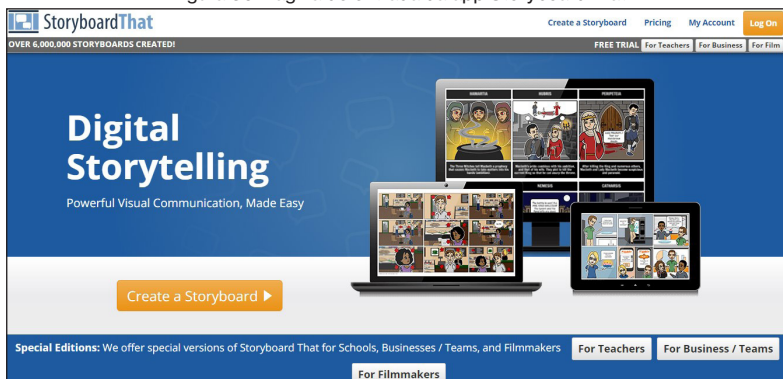 StoryboardThat
Create a Storyboard Pricing My Account Log On
OVER 6,000,000 STORYBOARDS CREATED!
FREE TRIAL For Teachers For Business For Film
Digital
Storytelling
Powerful Visual Communication, Made Easy
HAMARTIA HUBRIS PERIPETEIA
NEMESIS CATHARSIS
Create a Storyboard
Special Editions: We offer special versions of Storyboard That for Schools, Businesses / Teams, and Filmmakers For Teachers For Business / Teams
For Filmmakers